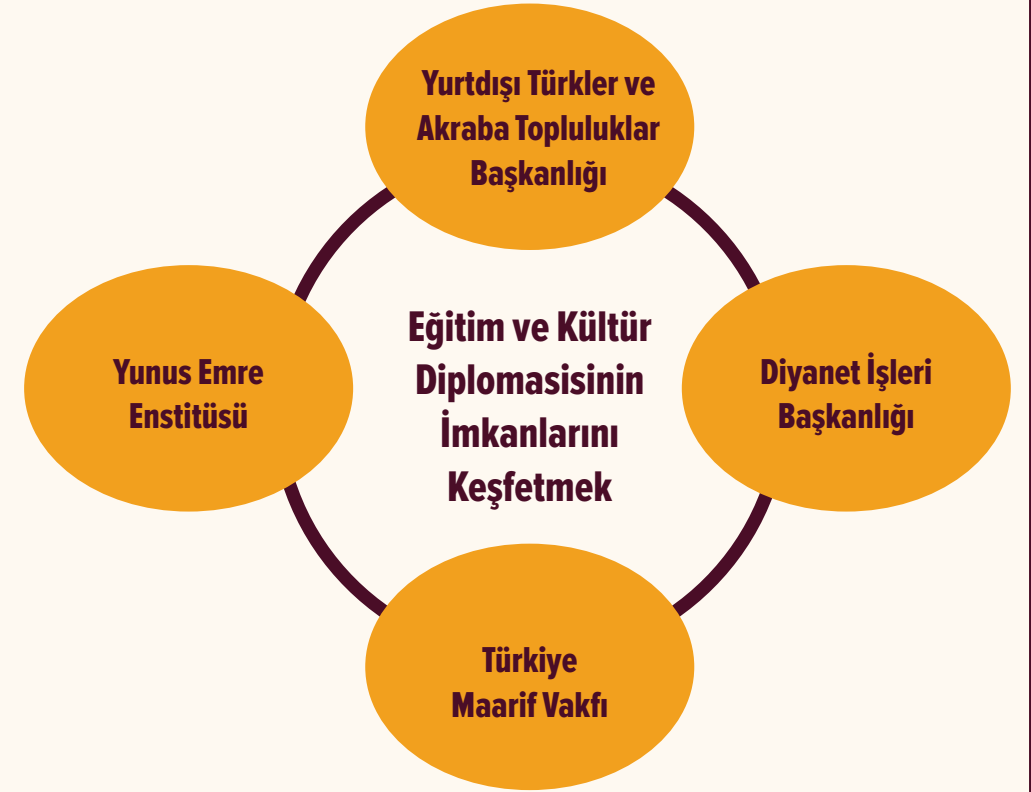 Yurtdışı Türkler ve
Akraba Topluluklar
Başkanlığı
Yunus Emre
Enstitüsü
Eğitim ve Kültür
Diplomasisinin
İmkanlarını
Keşfetmek
Diyanet İşleri
Başkanlığı
Türkiye
Maarif Vakfı